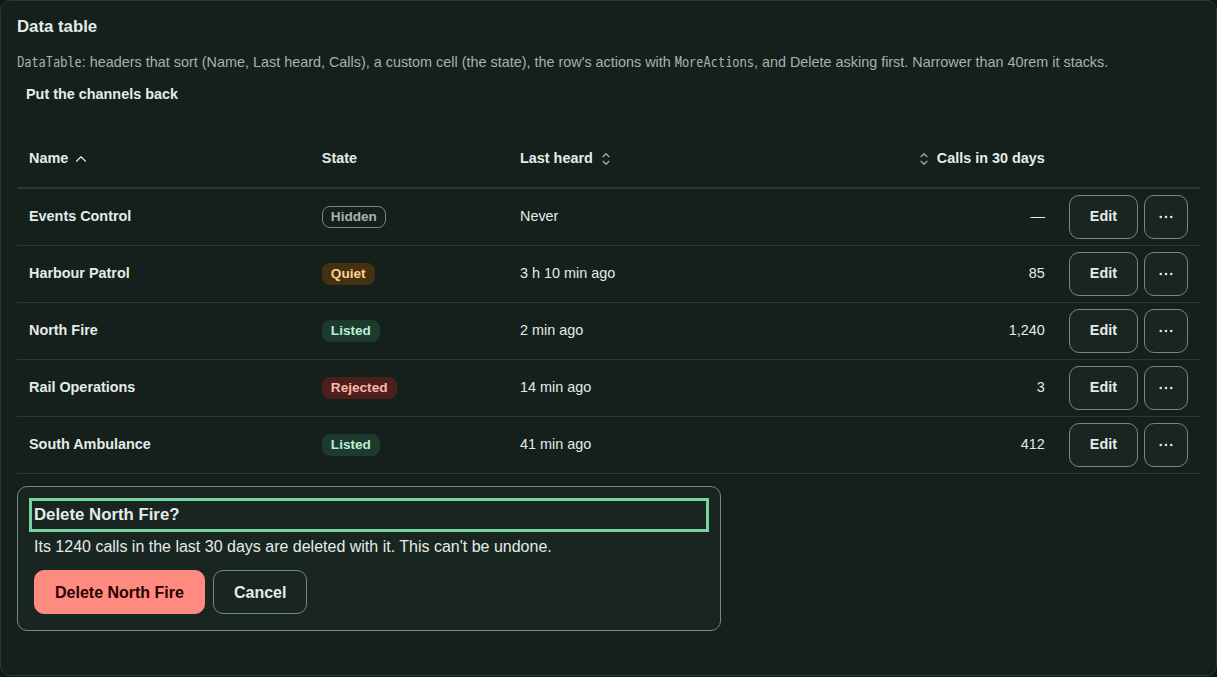 Data table
DataTable: headers that sort (Name, Last heard, Calls), a custom cell (the state), the row's actions with MoreActions, and Delete asking first. Narrower than 40rem it stacks.
Put the channels back
Name State Last heard Calls in 30 days
Events Control Hidden Never — Edit ...
Harbour Patrol Quiet 3 h 10 min ago 85 Edit ...
North Fire Listed 2 min ago 1,240 Edit ...
Rail Operations Rejected 14 min ago 3 Edit ...
South Ambulance Listed 41 min ago 412 Edit ...
Delete North Fire?
Its 1240 calls in the last 30 days are deleted with it. This can't be undone.
Delete North Fire Cancel